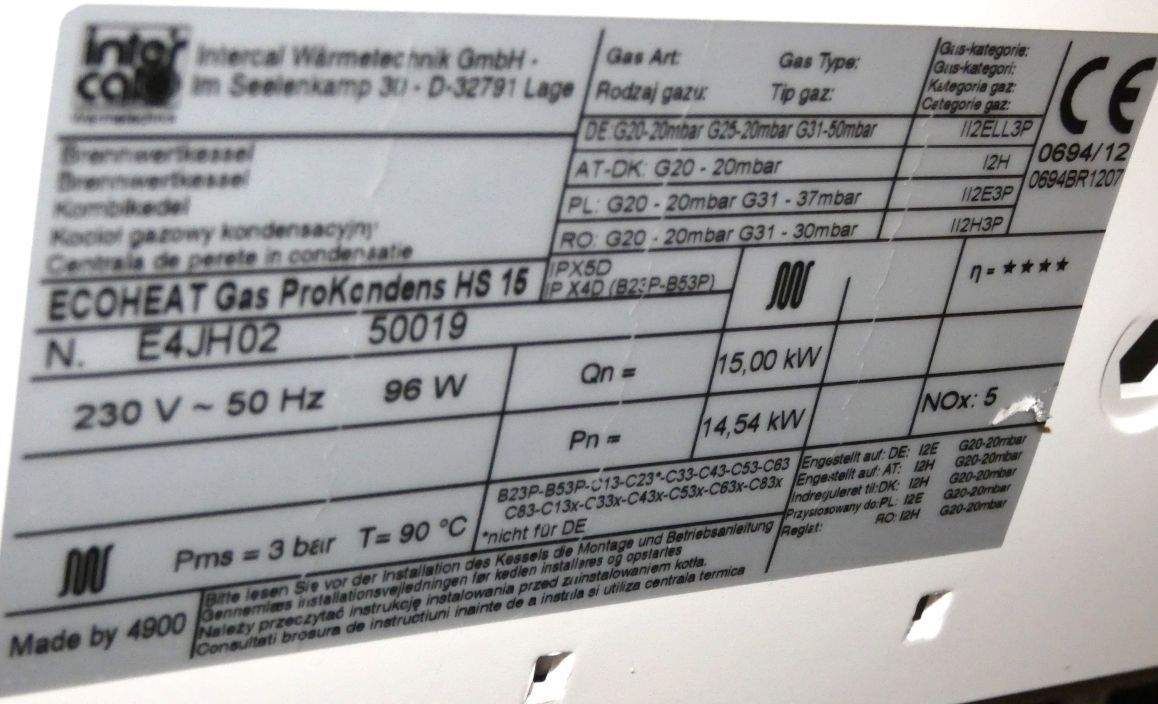 inter
cal
Wärmetechnik
Intercal Wärmetechnik GmbH -
Im Seelenkamp 30 - D-32791 Lage
Brennwertkessel
Brennwertkessel
Kombikedel
Kocioł gazowy kondensacyjny
Centrala de perete in condensatie
Gas Art: Gas Type:
Rodzaj gazu: Tip gaz:
Gas-kategorie:
Gas-kategori:
Kategoria gaz:
Categorie gaz:
DE: G20-20mbar G25-20mbar G31-50mbar II2ELL3P
AT-DK: G20 - 20mbar I2H
PL: G20 - 20mbar G31 - 37mbar II2E3P
RO: G20 - 20mbar G31 - 30mbar II2H3P
CE
0694/12
0694BR1207
ECOHEAT Gas ProKondens HS 15
IPX5D
IP X4D (B23P-B53P)
η = ****
N. E4JH02 50019
230 V ~ 50 Hz 96 W
Qn = 15,00 kW
Pn = 14,54 kW
NOx: 5
B23P-B53P-C13-C23*-C33-C43-C53-C63
C83-C13x-C33x-C43x-C53x-C63x-C83x
*nicht für DE
Engestellt auf: DE: I2E G20-20mbar
Engestellt auf: AT: I2H G20-20mbar
Indreguleret til: DK: I2H G20-20mbar
Przystosowany do: PL: I2E G20-20mbar
Reglat: RO: I2H G20-20mbar
Pms = 3 bar T= 90 °C
Made by 4900
Bitte lesen Sie vor der Installation des Kessels die Montage und Betriebsanleitung
Gennemlæs installationsvejledningen før kedlen installeres og opstartes
Należy przeczytać instrukcję instalowania przed zainstalowaniem kotła.
Consultati brosura de instructiuni inainte de a instala si utiliza centrala termica